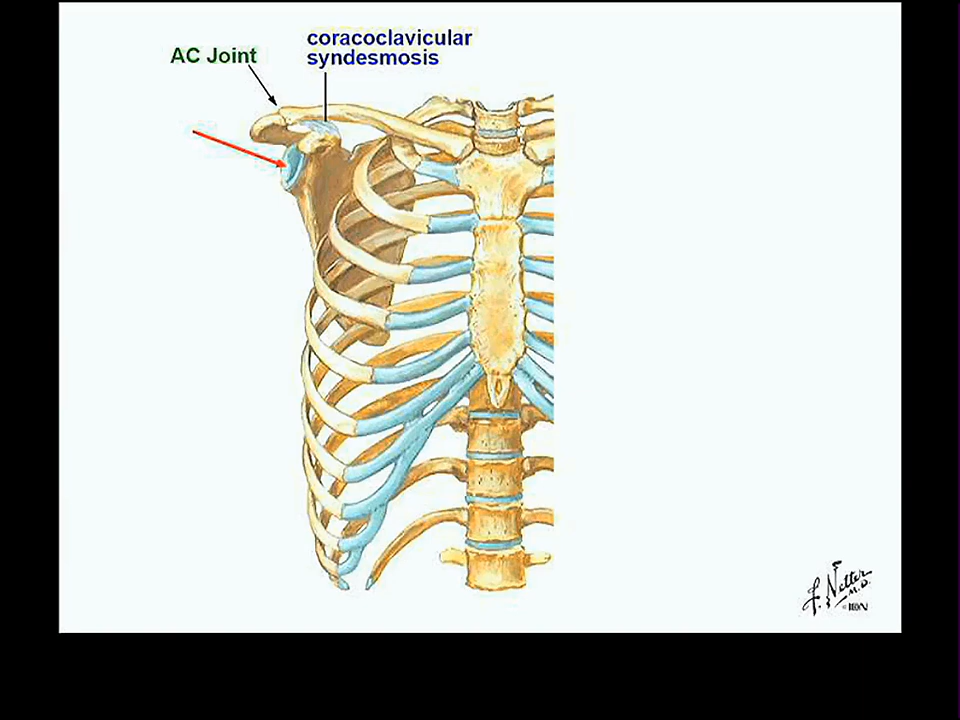 coracoclavicular
AC Joint
syndesmosis
F. Netter
M.D.